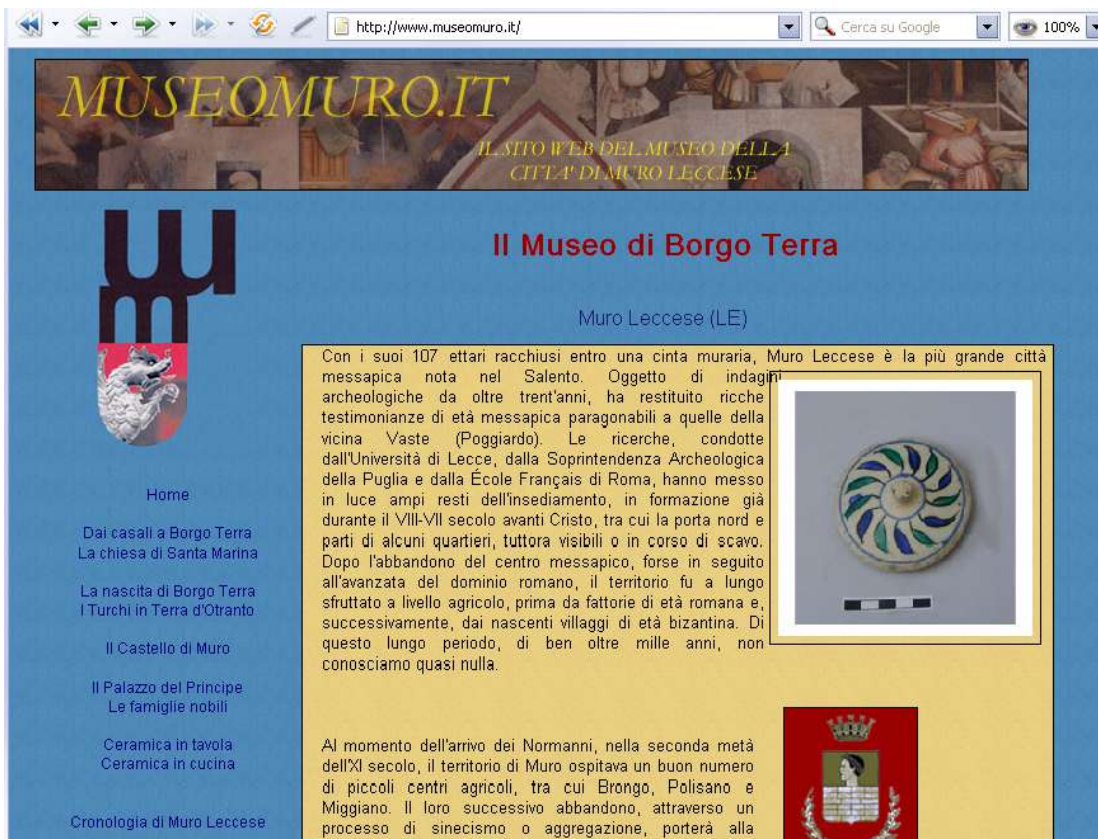 http://www.museomuro.it/
Cerca su Google
100%
MUSEOMURO.IT
IL SITO WEB DEL MUSEO DELLA
CITTA' DI MURO LECCESE
Il Museo di Borgo Terra
Muro Leccese (LE)
Home
Dai casali a Borgo Terra
La chiesa di Santa Marina
La nascita di Borgo Terra
I Turchi in Terra d'Otranto
Il Castello di Muro
Il Palazzo del Principe
Le famiglie nobili
Ceramica in tavola
Ceramica in cucina
Cronologia di Muro Leccese
Con i suoi 107 ettari racchiusi entro una cinta muraria, Muro Leccese è la più grande città
messapica nota nel Salento. Oggetto di indagini
archeologiche da oltre trent'anni, ha restituito ricche
testimonianze di età messapica paragonabili a quelle della
vicina Vaste (Poggiardo). Le ricerche, condotte
dall'Università di Lecce, dalla Soprintendenza Archeologica
della Puglia e dalla École Français di Roma, hanno messo
in luce ampi resti dell'insediamento, in formazione già
durante il VIII-VII secolo avanti Cristo, tra cui la porta nord e
parti di alcuni quartieri, tuttora visibili o in corso di scavo.
Dopo l'abbandono del centro messapico, forse in seguito
all'avanzata del dominio romano, il territorio fu a lungo
sfruttato a livello agricolo, prima da fattorie di età romana e,
successivamente, dai nascenti villaggi di età bizantina. Di
questo lungo periodo, di ben oltre mille anni, non
conosciamo quasi nulla.
Al momento dell'arrivo dei Normanni, nella seconda metà
dell'XI secolo, il territorio di Muro ospitava un buon numero
di piccoli centri agricoli, tra cui Brongo, Polisano e
Miggiano. Il loro successivo abbandono, attraverso un
processo di sinecismo o aggregazione, porterà alla